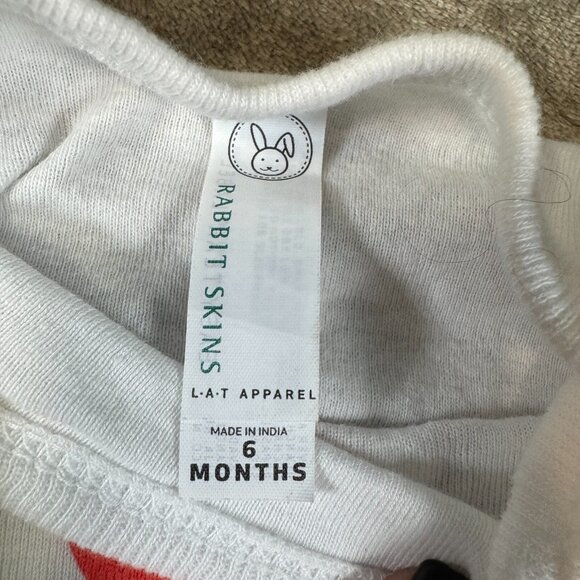 RABBIT SKINS
L·A·T APPAREL
MADE IN INDIA
6
MONTHS